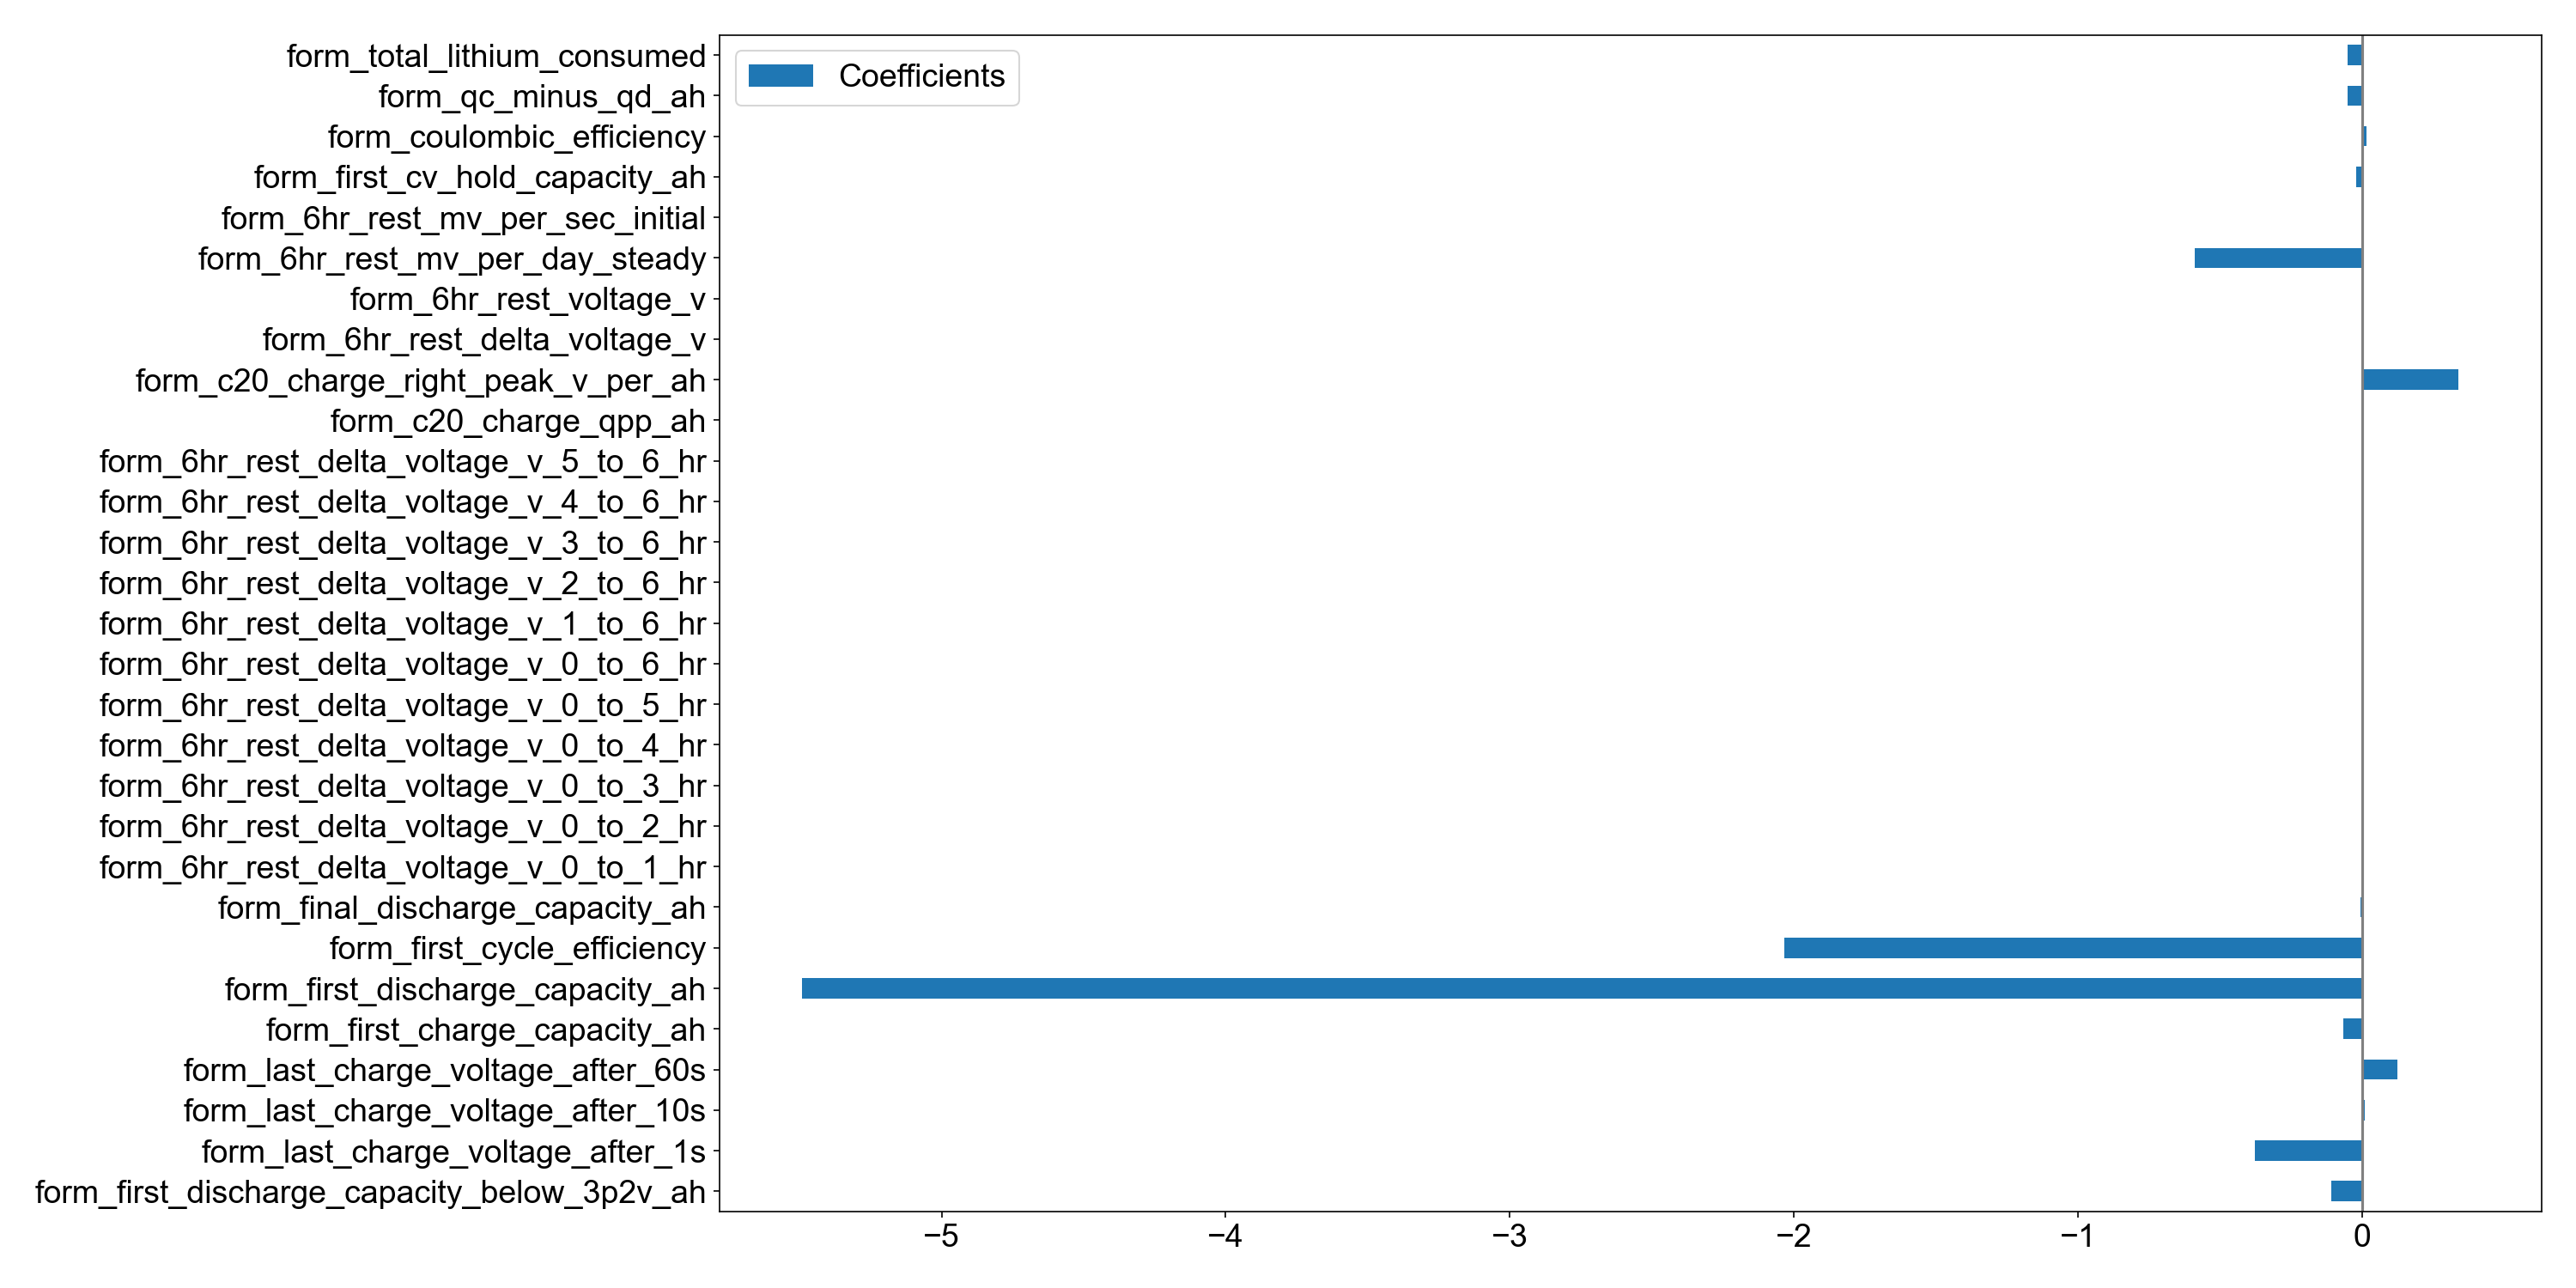 form_total_lithium_consumed
form_qc_minus_qd_ah
form_coulombic_efficiency
form_first_cv_hold_capacity_ah
form_6hr_rest_mv_per_sec_initial
form_6hr_rest_mv_per_day_steady
form_6hr_rest_voltage_v
form_6hr_rest_delta_voltage_v
form_c20_charge_right_peak_v_per_ah
form_c20_charge_qpp_ah
form_6hr_rest_delta_voltage_v_5_to_6_hr
form_6hr_rest_delta_voltage_v_4_to_6_hr
form_6hr_rest_delta_voltage_v_3_to_6_hr
form_6hr_rest_delta_voltage_v_2_to_6_hr
form_6hr_rest_delta_voltage_v_1_to_6_hr
form_6hr_rest_delta_voltage_v_0_to_6_hr
form_6hr_rest_delta_voltage_v_0_to_5_hr
form_6hr_rest_delta_voltage_v_0_to_4_hr
form_6hr_rest_delta_voltage_v_0_to_3_hr
form_6hr_rest_delta_voltage_v_0_to_2_hr
form_6hr_rest_delta_voltage_v_0_to_1_hr
form_final_discharge_capacity_ah
form_first_cycle_efficiency
form_first_discharge_capacity_ah
form_first_charge_capacity_ah
form_last_charge_voltage_after_60s
form_last_charge_voltage_after_10s
form_last_charge_voltage_after_1s
form_first_discharge_capacity_below_3p2v_ah
Coefficients
−5 −4 −3 −2 −1 0